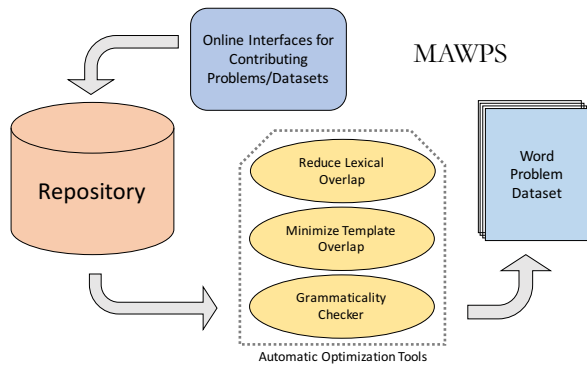 Online Interfaces for
Contributing
Problems/Datasets
MAWPS
Repository
Reduce Lexical
Overlap
Minimize Template
Overlap
Grammaticality
Checker
Automatic Optimization Tools
Word
Problem
Dataset